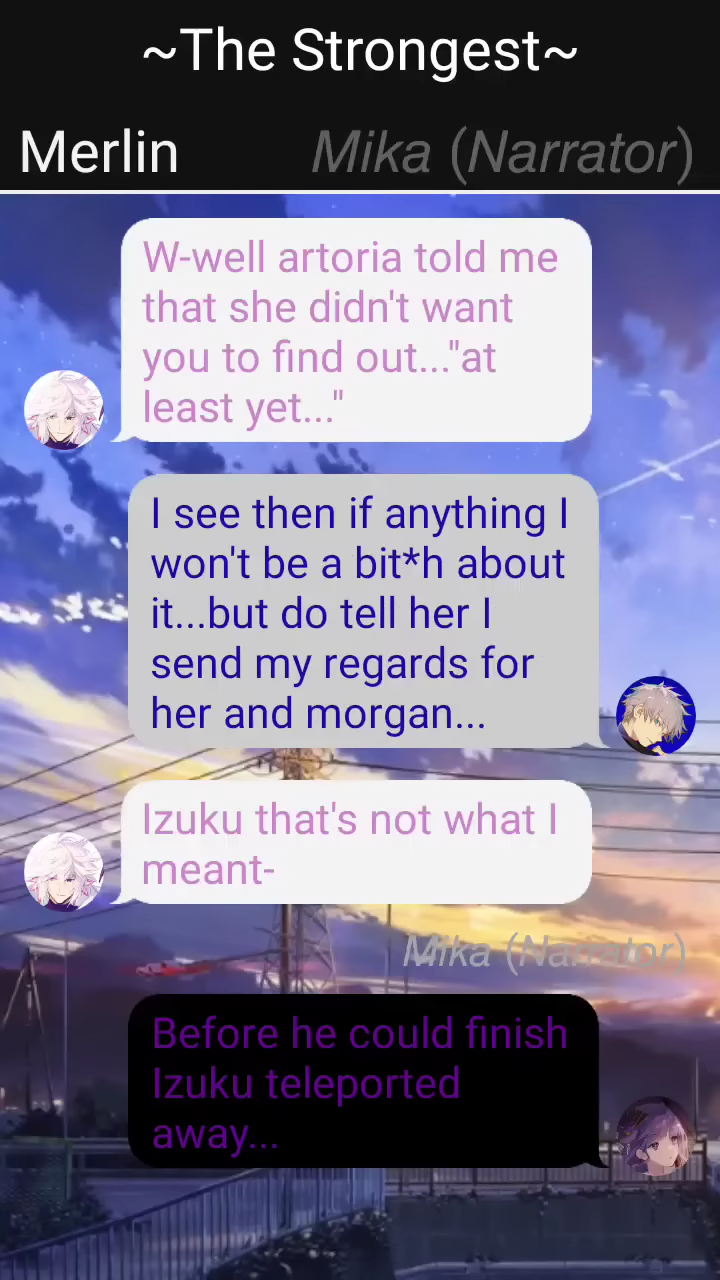 ~The Strongest~
Merlin Mika (Narrator)
W-well artoria told me
that she didn't want
you to find out..."at
least yet..."
I see then if anything I
won't be a bit*h about
it...but do tell her I
send my regards for
her and morgan...
Izuku that's not what I
meant-
Mika (Narrator)
Before he could finish
Izuku teleported
away...